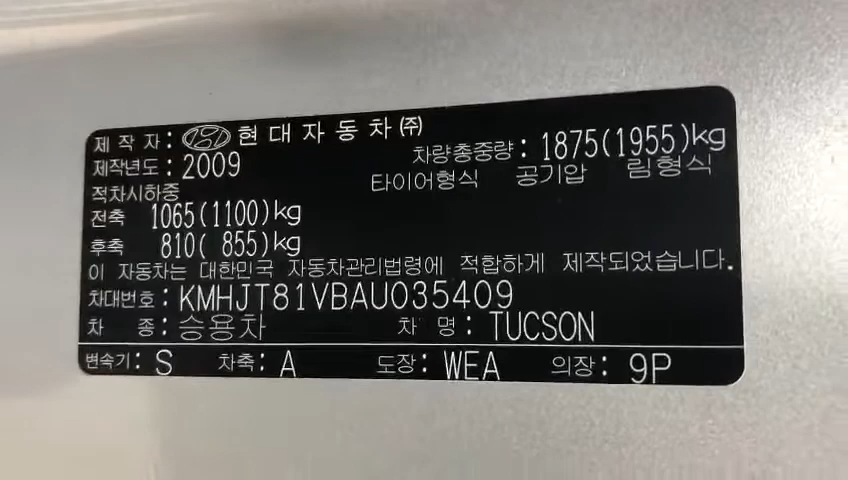 제 작 자 : HYUNDAI 현 대 자 동 차 ㈜
제작년도 : 2009 차량총중량 : 1875(1955)kg
적차시하중 타이어형식 공기압 림형식
전축 1065(1100)kg
후축 810( 855)kg
이 자동차는 대한민국 자동차관리법령에 적합하게 제작되었습니다.
차대번호 : KMHJT81VBAU035409
차 종 : 승용차 차 명 : TUCSON
변속기 : S 차축 : A 도장 : WEA 의장 : 9P